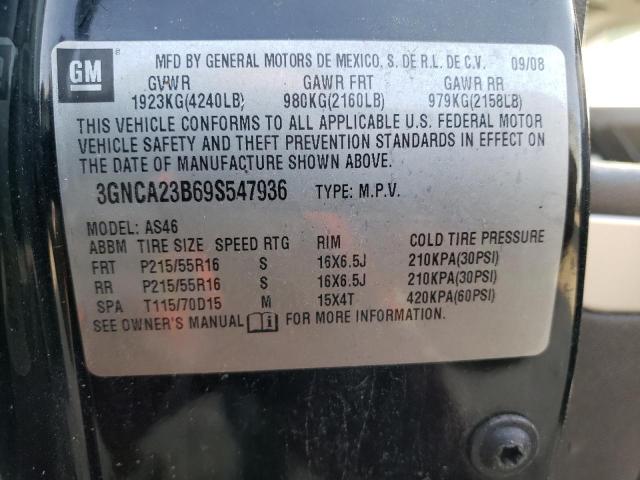 GM
MFD BY GENERAL MOTORS DE MEXICO, S. DE R.L. DE C.V. 09/08
GVWR GAWR FRT GAWR RR
1923KG(4240LB) 980KG(2160LB) 979KG(2158LB)
THIS VEHICLE CONFORMS TO ALL APPLICABLE U.S. FEDERAL MOTOR
VEHICLE SAFETY AND THEFT PREVENTION STANDARDS IN EFFECT ON
THE DATE OF MANUFACTURE SHOWN ABOVE.
3GNCA23B69S547936 TYPE: M.P.V.
MODEL: AS46
ABBM TIRE SIZE SPEED RTG RIM COLD TIRE PRESSURE
FRT P215/55R16 S 16X6.5J 210KPA(30PSI)
RR P215/55R16 S 16X6.5J 210KPA(30PSI)
SPA T115/70D15 M 15X4T 420KPA(60PSI)
SEE OWNER'S MANUAL i FOR MORE INFORMATION.